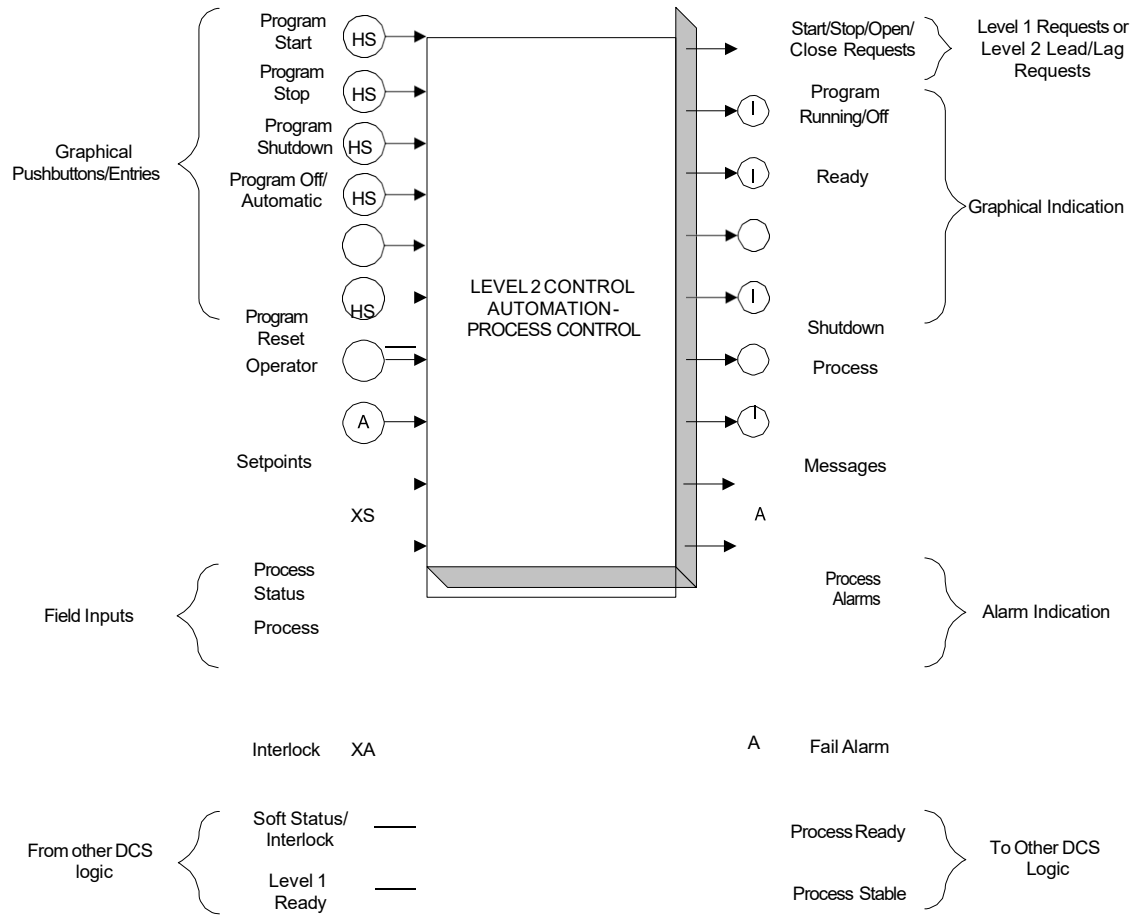 Program
Start
HS
Program
Stop
HS
Program
Shutdown
HS
Program Off/
Automatic
HS
Graphical
Pushbuttons/Entries
HS
Program
Reset
Operator
A
Setpoints
XS
Process
Status
Process
Field Inputs
Interlock XA
Soft Status/
Interlock
From other DCS
logic
Level 1
Ready
LEVEL 2 CONTROL
AUTOMATION -
PROCESS CONTROL
Start/Stop/Open/
Close Requests
Level 1 Requests or
Level 2 Lead/Lag
Requests
I
Program
Running/Off
I
Ready
Graphical Indication
I
Shutdown
Process
I
Messages
A
Process
Alarms
Alarm Indication
A Fail Alarm
Process Ready
To Other DCS
Logic
Process Stable